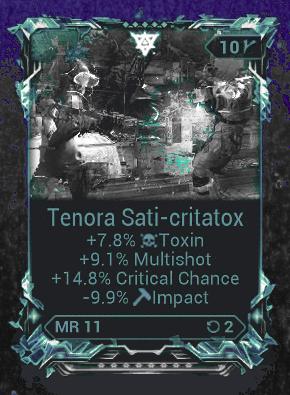 10
Tenora Sati-critatox
+7.8% Toxin
+9.1% Multishot
+14.8% Critical Chance
-9.9% Impact
MR 11 2